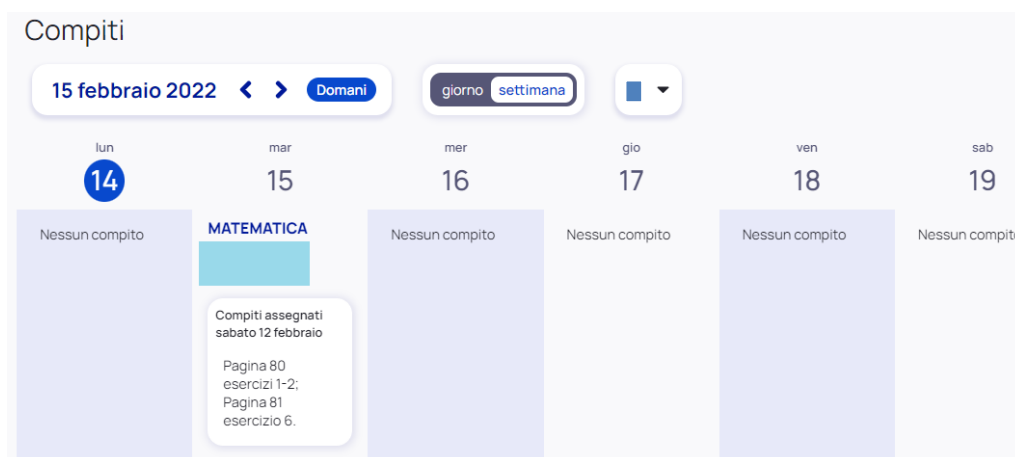 Compiti
15 febbraio 2022 Domani giorno settimana
lun mar mer gio ven sab
14 15 16 17 18 19
Nessun compito MATEMATICA Nessun compito Nessun compito Nessun compito Nessun compit
Compiti assegnati
sabato 12 febbraio
Pagina 80
esercizi 1-2;
Pagina 81
esercizio 6.